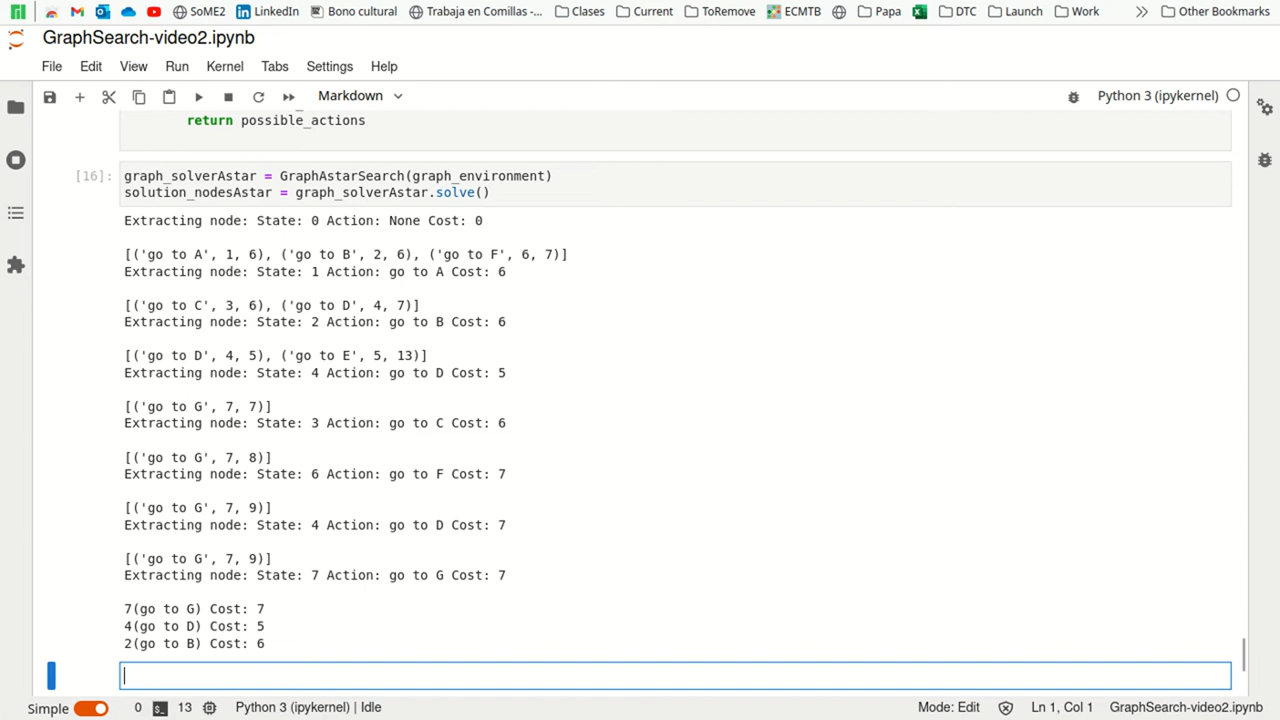 SoME2 LinkedIn Bono cultural Trabaja en Comillas -... Clases Current ToRemove ECMTB Papa DTC Launch Work Other Bookmarks
GraphSearch-video2.ipynb
File Edit View Run Kernel Tabs Settings Help
Markdown Python 3 (ipykernel)
return possible_actions
[16]: graph_solverAstar = GraphAstarSearch(graph_environment)
solution_nodesAstar = graph_solverAstar.solve()
Extracting node: State: 0 Action: None Cost: 0
[('go to A', 1, 6), ('go to B', 2, 6), ('go to F', 6, 7)]
Extracting node: State: 1 Action: go to A Cost: 6
[('go to C', 3, 6), ('go to D', 4, 7)]
Extracting node: State: 2 Action: go to B Cost: 6
[('go to D', 4, 5), ('go to E', 5, 13)]
Extracting node: State: 4 Action: go to D Cost: 5
[('go to G', 7, 7)]
Extracting node: State: 3 Action: go to C Cost: 6
[('go to G', 7, 8)]
Extracting node: State: 6 Action: go to F Cost: 7
[('go to G', 7, 9)]
Extracting node: State: 4 Action: go to D Cost: 7
[('go to G', 7, 9)]
Extracting node: State: 7 Action: go to G Cost: 7
7(go to G) Cost: 7
4(go to D) Cost: 5
2(go to B) Cost: 6
Simple 0 13 Python 3 (ipykernel) | Idle Mode: Edit Ln 1, Col 1 GraphSearch-video2.ipynb